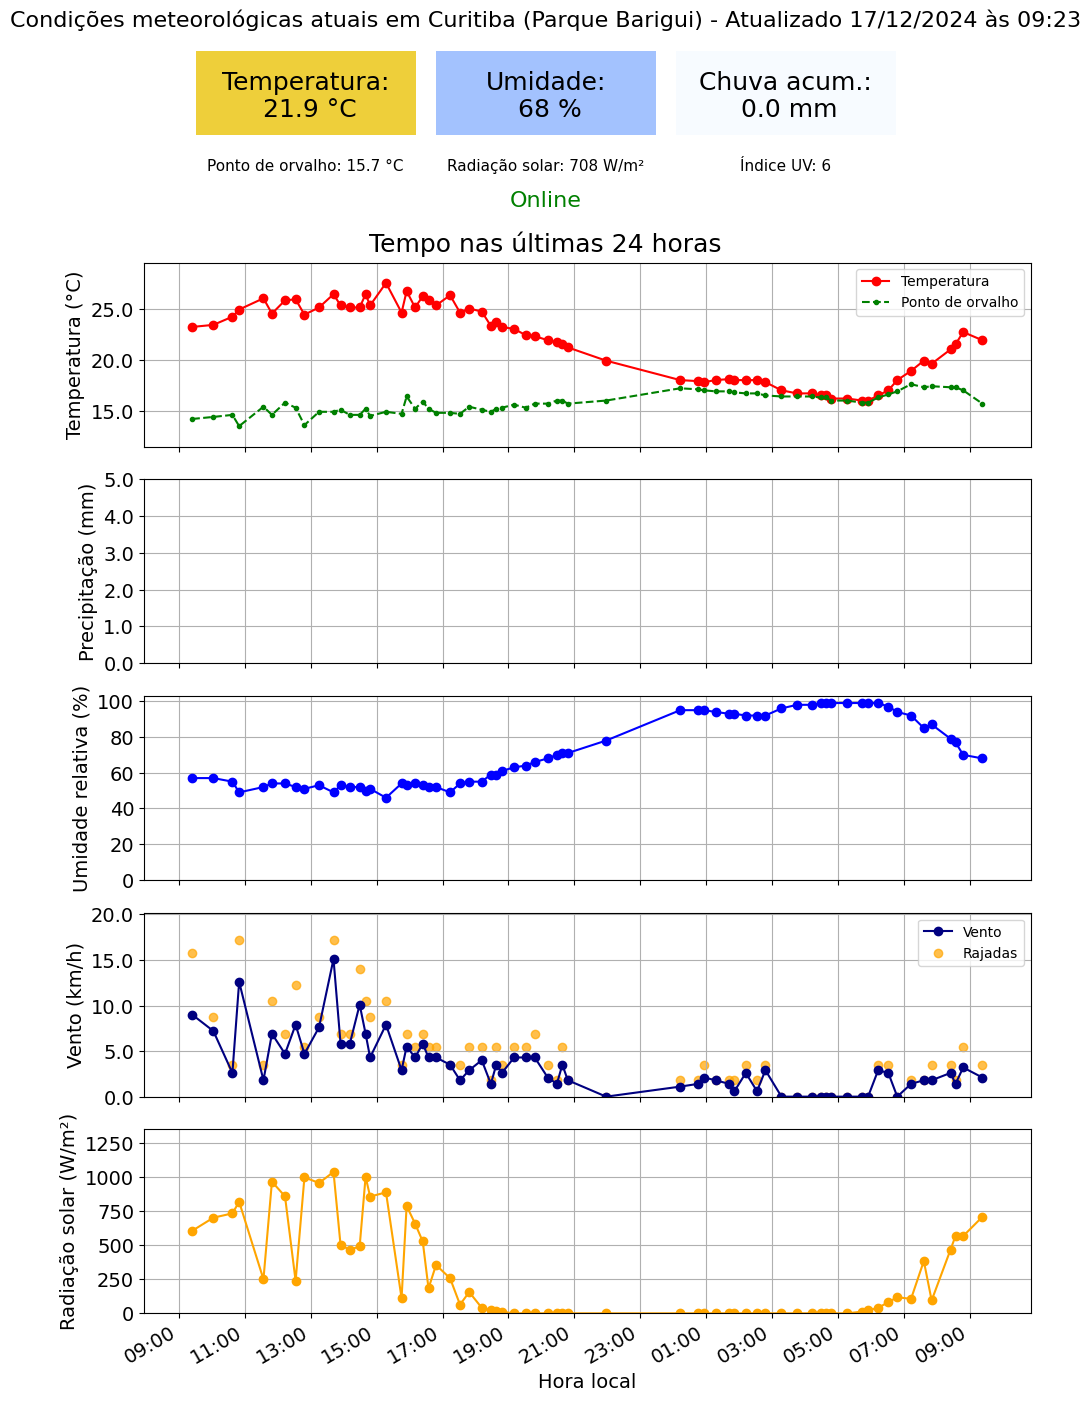 Condições meteorológicas atuais em Curitiba (Parque Barigui) - Atualizado 17/12/2024 às 09:23
Temperatura:
21.9 °C
Umidade:
68 %
Chuva acum.:
0.0 mm
Ponto de orvalho: 15.7 °C
Radiação solar: 708 W/m²
Índice UV: 6
Online
Tempo nas últimas 24 horas
Temperatura (°C)
25.0
20.0
15.0
Temperatura
Ponto de orvalho
Precipitação (mm)
5.0
4.0
3.0
2.0
1.0
0.0
Umidade relativa (%)
100
80
60
40
20
0
Vento (km/h)
20.0
15.0
10.0
5.0
0.0
Vento
Rajadas
Radiação solar (W/m²)
1250
1000
750
500
250
0
09:00
11:00
13:00
15:00
17:00
19:00
21:00
23:00
01:00
03:00
05:00
07:00
09:00
Hora local